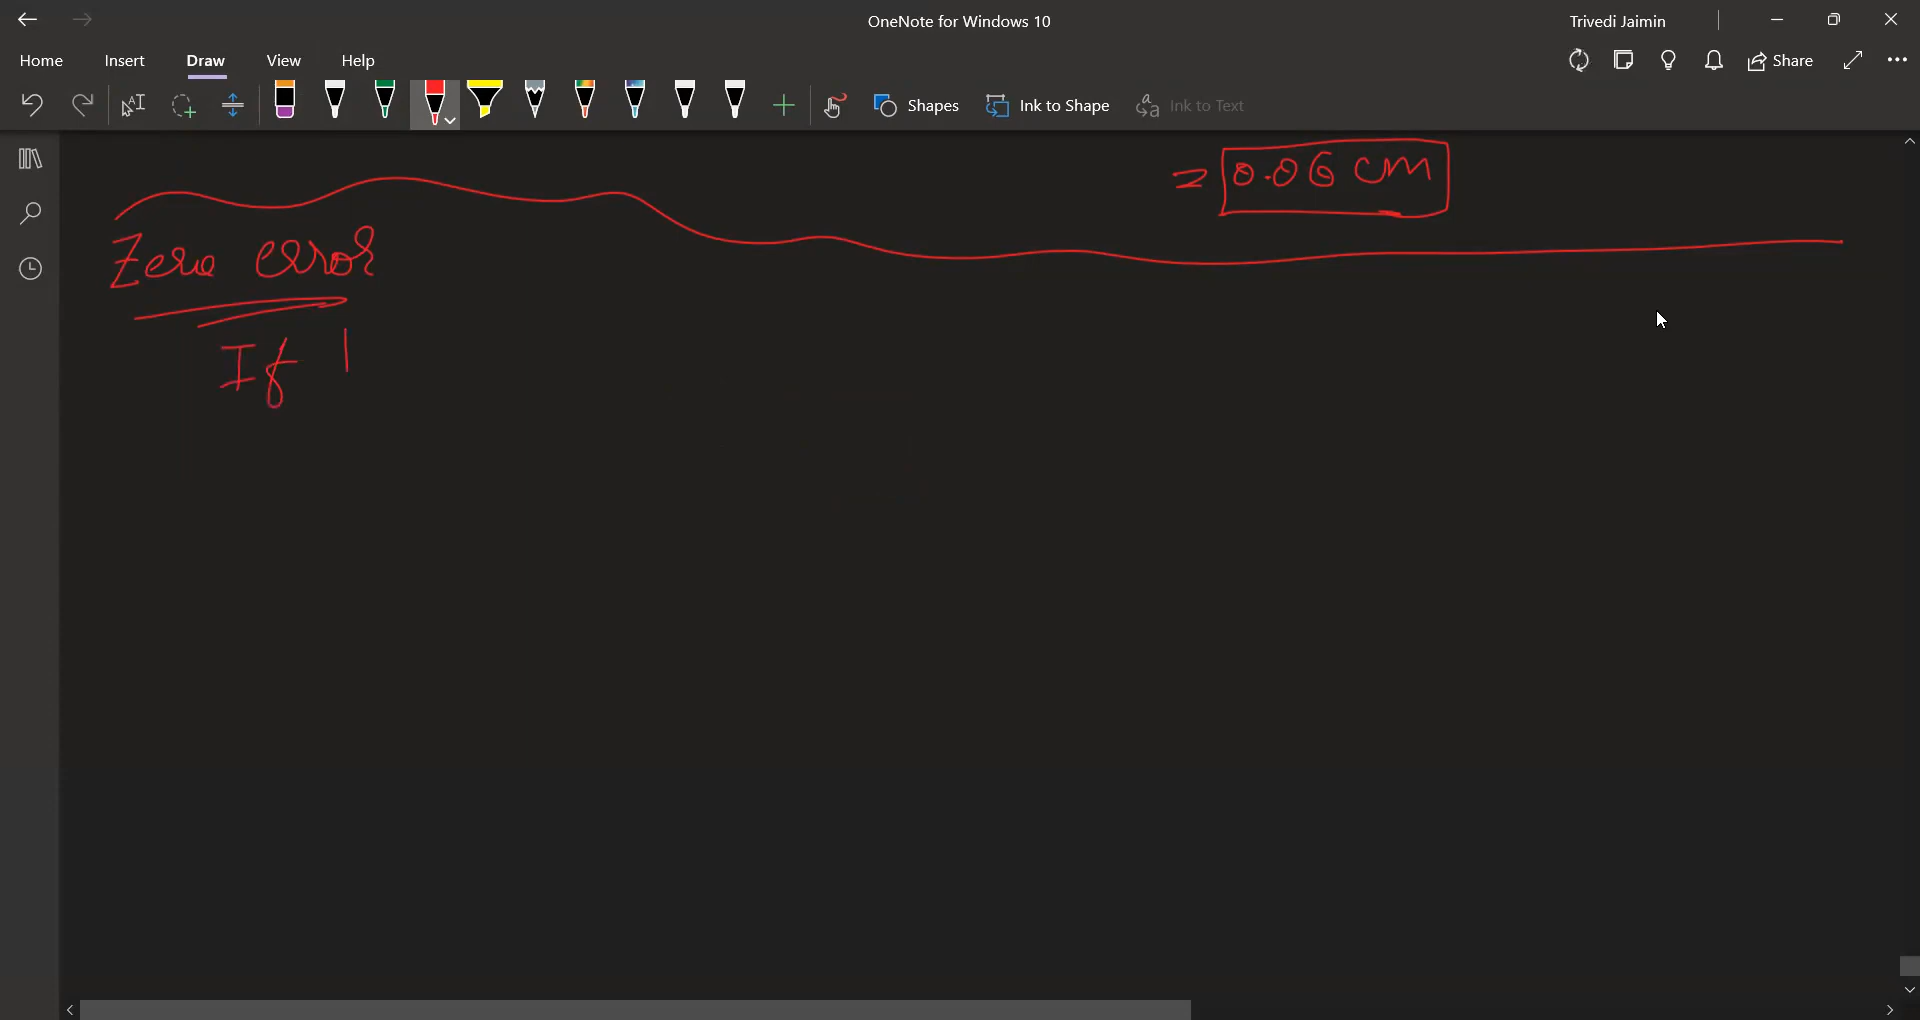 OneNote for Windows 10
Trivedi Jaimin
Home Insert Draw View Help
Share
Shapes Ink to Shape Ink to Text
= 0.06 cm
Zero error
If